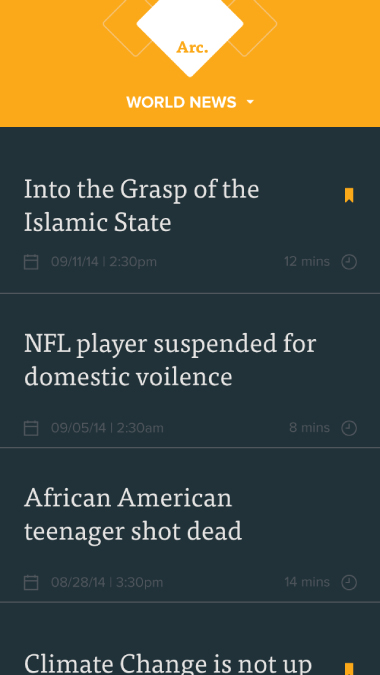 Arc.
WORLD NEWS
Into the Grasp of the
Islamic State
09/11/14 | 2:30pm
12 mins
NFL player suspended for
domestic voilence
09/05/14 | 2:30am
8 mins
African American
teenager shot dead
08/28/14 | 3:30pm
14 mins
Climate Change is not up